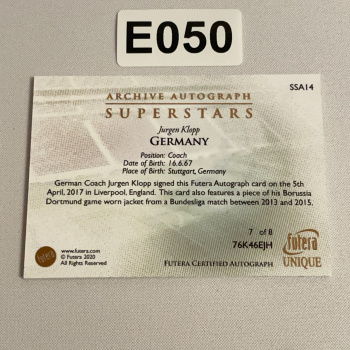 E050
SSA14
ARCHIVE AUTOGRAPH
SUPERSTARS
Jurgen Klopp
GERMANY
Position: Coach
Date of Birth: 16.6.67
Place of Birth: Stuttgart, Germany
German Coach Jurgen Klopp signed this Futera Autograph card on the 5th
April, 2017 in Liverpool, England. This card also features a piece of his Borussia
Dortmund game worn jacket from a Bundesliga match between 2013 and 2015.
7 of 8
76K46EJH
futera
www.futera.com
© Futera 2020
All Rights Reserved
FUTERA CERTIFIED AUTOGRAPH
futera
UNIQUE